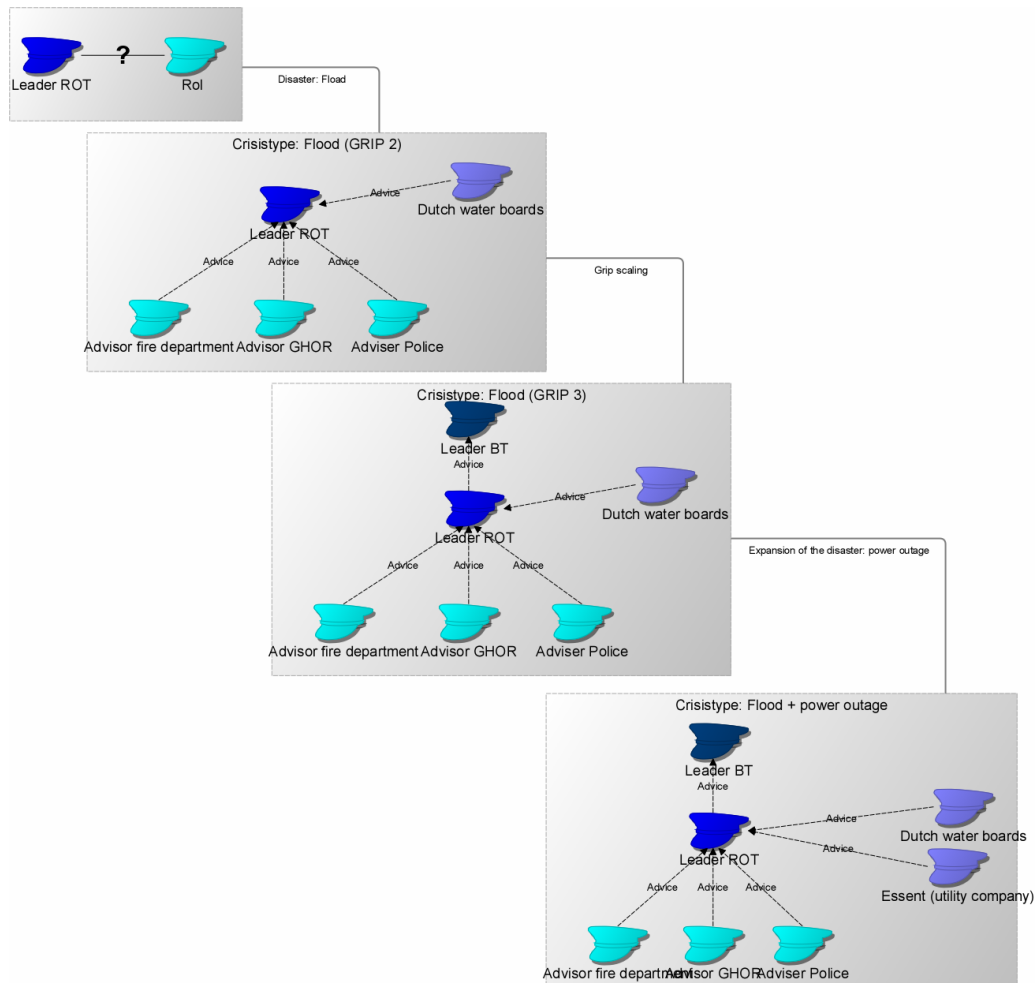 ?
Leader ROT
Rol
Disaster: Fload
Crisistype: Flood (GRIP 2)
Advice
Dutch water boards
Leader ROT
Advice
Advice
Advice
Advisor fire department
Advisor GHOR
Adviser Police
Grip scaling
Crisistype: Flood (GRIP 3)
Leader BT
Advice
Advice
Dutch water boards
Leader ROT
Advice
Advice
Advice
Advisor fire department
Advisor GHOR
Adviser Police
Expansion of the disaster: power outage
Crisistype: Flood + power outage
Leader BT
Advice
Advice
Dutch water boards
Leader ROT
Advice
Essent (utility company)
Advice
Advice
Advice
Advisor fire department
Advisor GHOR
Adviser Police